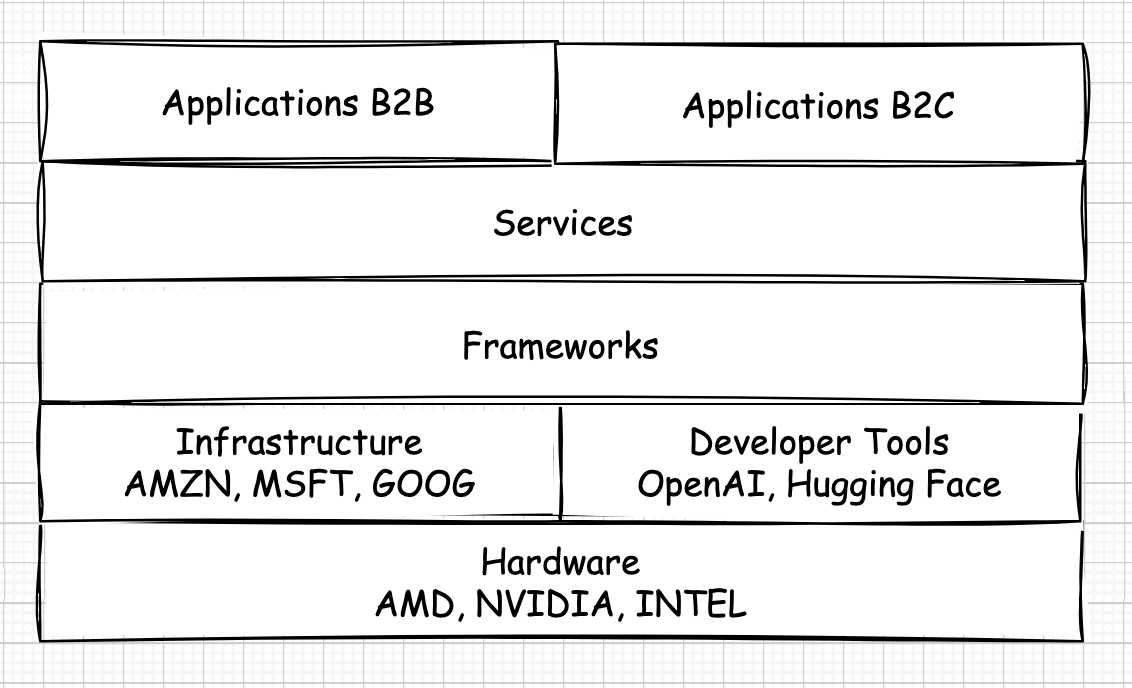 Applications B2B
Applications B2C
Services
Frameworks
Infrastructure
AMZN, MSFT, GOOG
Developer Tools
OpenAI, Hugging Face
Hardware
AMD, NVIDIA, INTEL